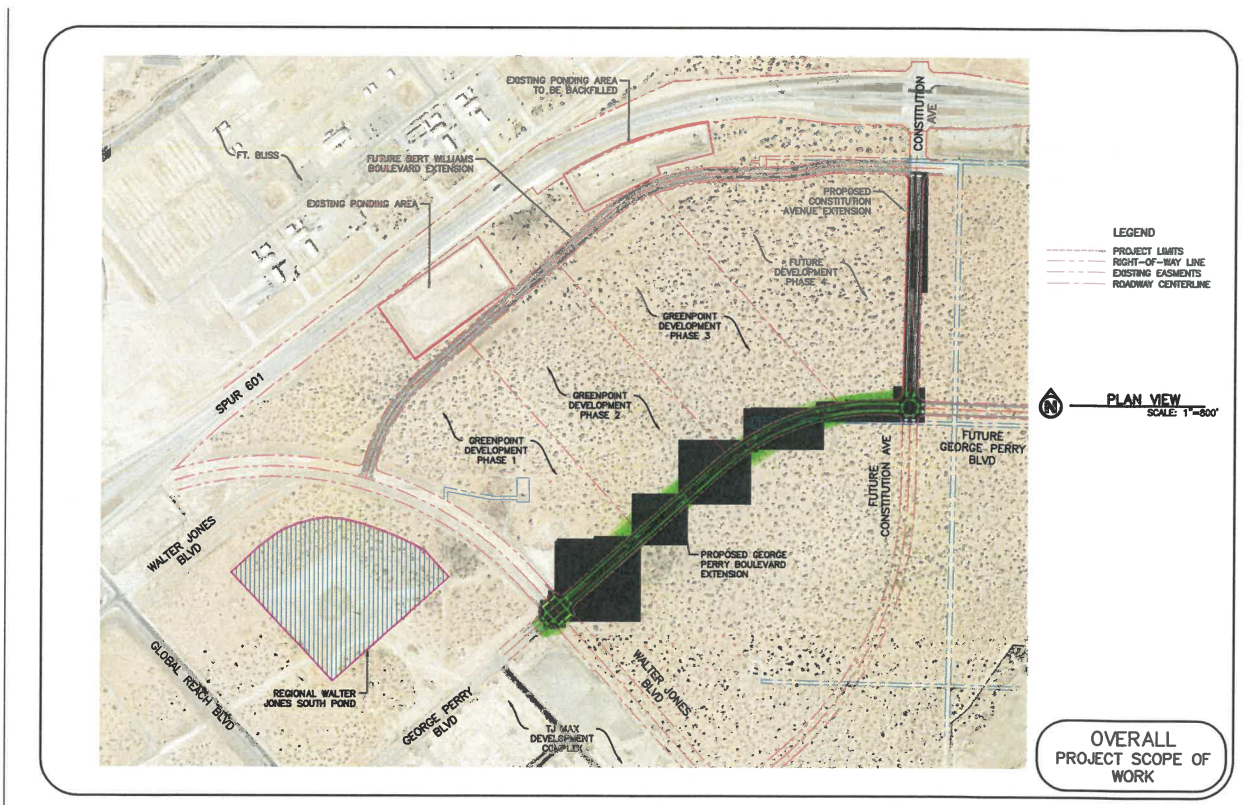 EXISTING PONDING AREA
TO BE BACKFILLED
CONSTITUTION
AVE
FT. BLISS
FUTURE BERT WILLIAMS
BOULEVARD EXTENSION
EXISTING PONDING AREA
PROPOSED
CONSTITUTION
AVENUE EXTENSION
FUTURE
DEVELOPMENT
PHASE 4
GREENPOINT
DEVELOPMENT
PHASE 3
LEGEND
PROJECT LIMITS
RIGHT-OF-WAY LINE
EXISTING EASMENTS
ROADWAY CENTERLINE
SPUR 601
GREENPOINT
DEVELOPMENT
PHASE 2
GREENPOINT
DEVELOPMENT
PHASE 1
N
PLAN VIEW
SCALE: 1"=800'
FUTURE
GEORGE PERRY
BLVD
FUTURE
CONSTITUTION AVE
WALTER JONES
BLVD
PROPOSED GEORGE
PERRY BOULEVARD
EXTENSION
GLOBAL REACH BLVD
REGIONAL WALTER
JONES SOUTH POND
GEORGE PERRY
BLVD
WALTER JONES
BLVD
TJ MAX
DEVELOPMENT
COMPLEX
OVERALL
PROJECT SCOPE OF
WORK